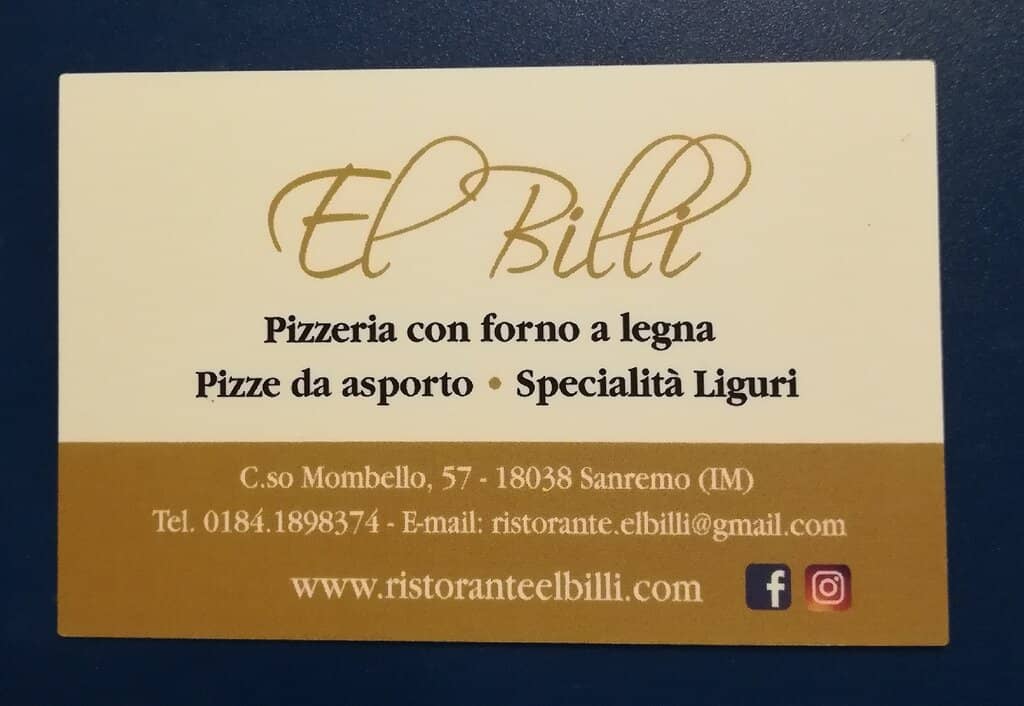 El Billi
Pizzeria con forno a legna
Pizze da asporto • Specialità Liguri
C.so Mombello, 57 - 18038 Sanremo (IM)
Tel. 0184.1898374 - E-mail: ristorante.elbilli@gmail.com
www.ristoranteelbilli.com